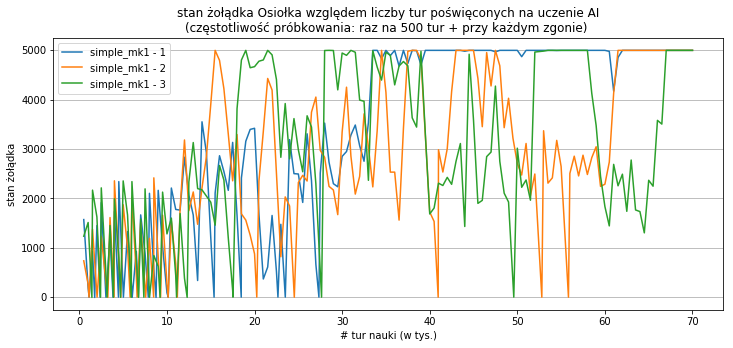 stan żołądka Osiołka względem liczby tur poświęconych na uczenie AI
(częstotliwość próbkowania: raz na 500 tur + przy każdym zgonie)
simple_mk1 - 1
simple_mk1 - 2
simple_mk1 - 3
5000
4000
3000
2000
1000
0
stan żołądka
0 10 20 30 40 50 60 70
# tur nauki (w tys.)